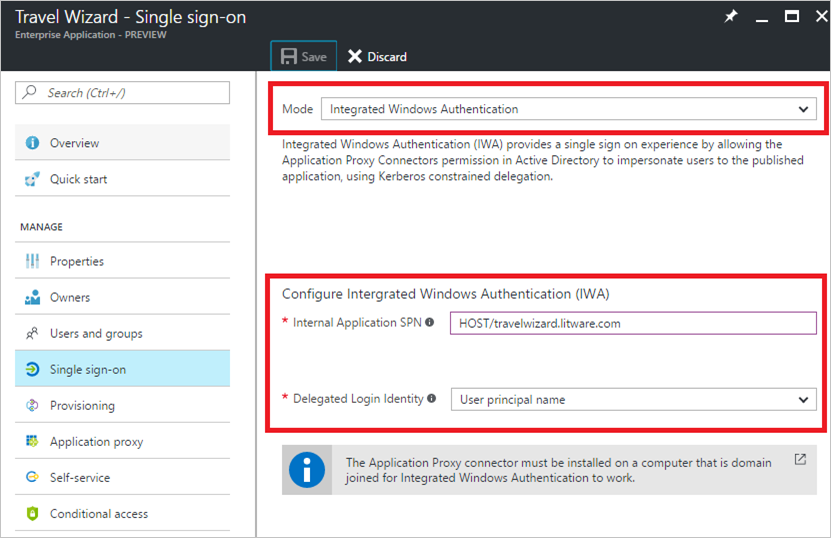 Travel Wizard - Single sign-on
Enterprise Application - PREVIEW
Save
Discard
Search (Ctrl+/)
Overview
Quick start
MANAGE
Properties
Owners
Users and groups
Single sign-on
Provisioning
Application proxy
Self-service
Conditional access
Mode
Integrated Windows Authentication
Integrated Windows Authentication (IWA) provides a single sign on experience by allowing the
Application Proxy Connectors permission in Active Directory to impersonate users to the published
application, using Kerberos constrained delegation.
Configure Intergrated Windows Authentication (IWA)
* Internal Application SPN
HOST/travelwizard.litware.com
* Delegated Login Identity
User principal name
The Application Proxy connector must be installed on a computer that is domain
joined for Integrated Windows Authentication to work.